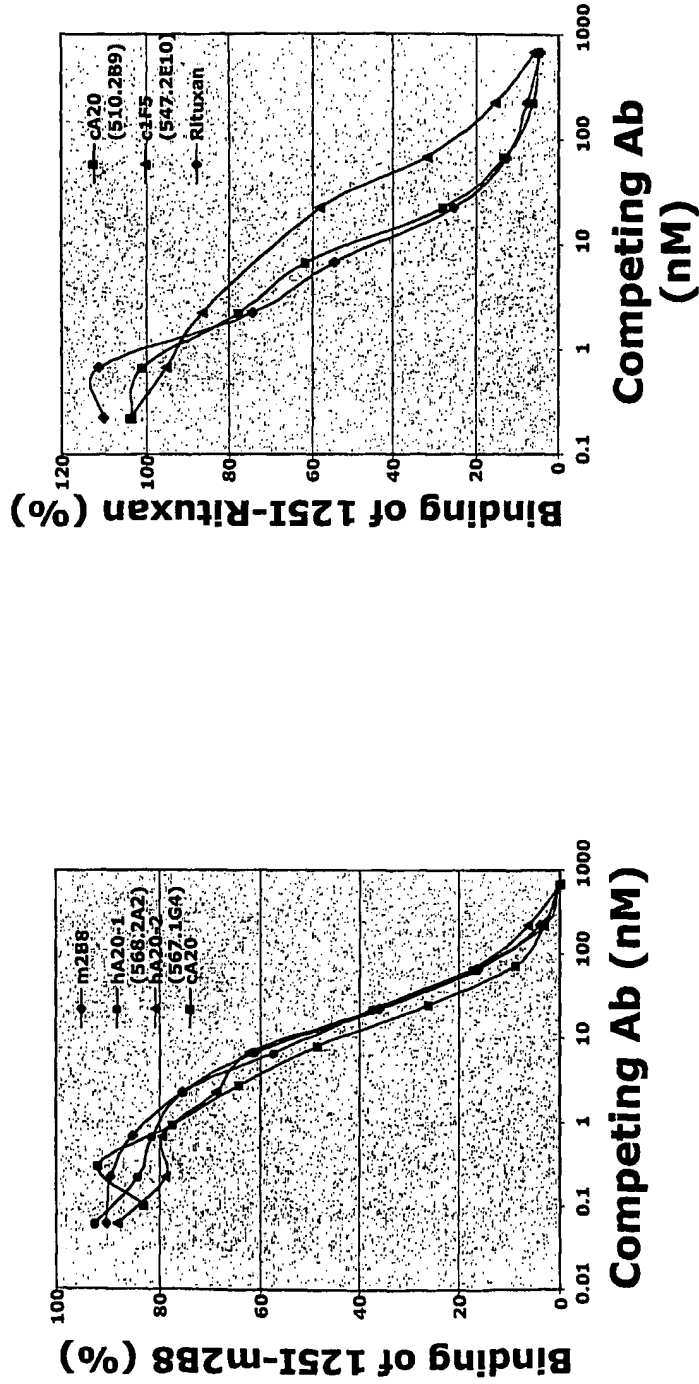 Binding of 125I-m2B8 (%)
100
80
60
40
20
0
m2B8
hA20-1
(568.2A2)
hA20-2
(567.1G4)
cA20
0.01
0.1
1
10
100
1000
Competing Ab (nM)
Binding of 125I-Rituxan (%)
120
100
80
60
40
20
0
cA20
(510.2B9)
c1F5
(547.2E10)
Rituxan
0.1
1
10
100
1000
Competing Ab
(nM)